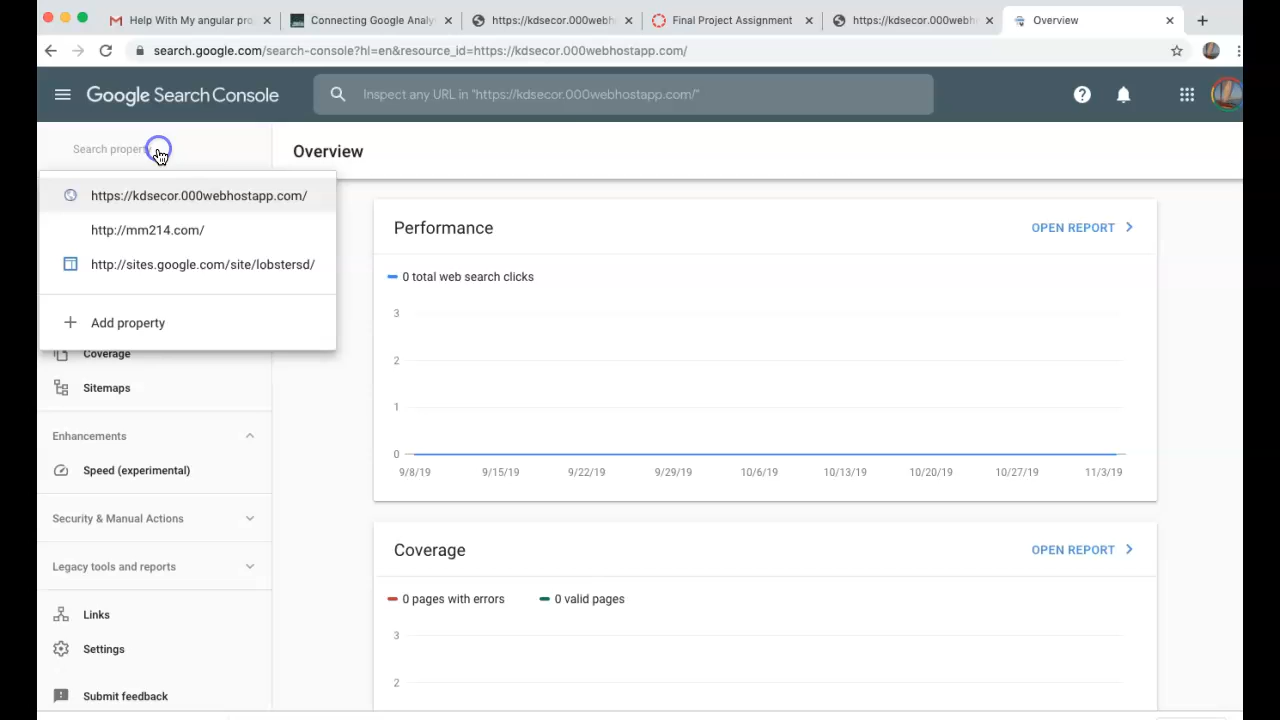 Help With My angular pro
Connecting Google Analy
https://kdsecor.000webh
Final Project Assignment
https://kdsecor.000webh
Overview
search.google.com/search-console?hl=en&resource_id=https://kdsecor.000webhostapp.com/
Google Search Console
Inspect any URL in "https://kdsecor.000webhostapp.com/"
Search property
Overview
https://kdsecor.000webhostapp.com/
http://mm214.com/
http://sites.google.com/site/lobstersd/
Add property
Coverage
Sitemaps
Enhancements
Speed (experimental)
Security & Manual Actions
Legacy tools and reports
Links
Settings
Submit feedback
Performance
OPEN REPORT
0 total web search clicks
3
2
1
0
9/8/19 9/15/19 9/22/19 9/29/19 10/6/19 10/13/19 10/20/19 10/27/19 11/3/19
Coverage
OPEN REPORT
0 pages with errors 0 valid pages
3
2